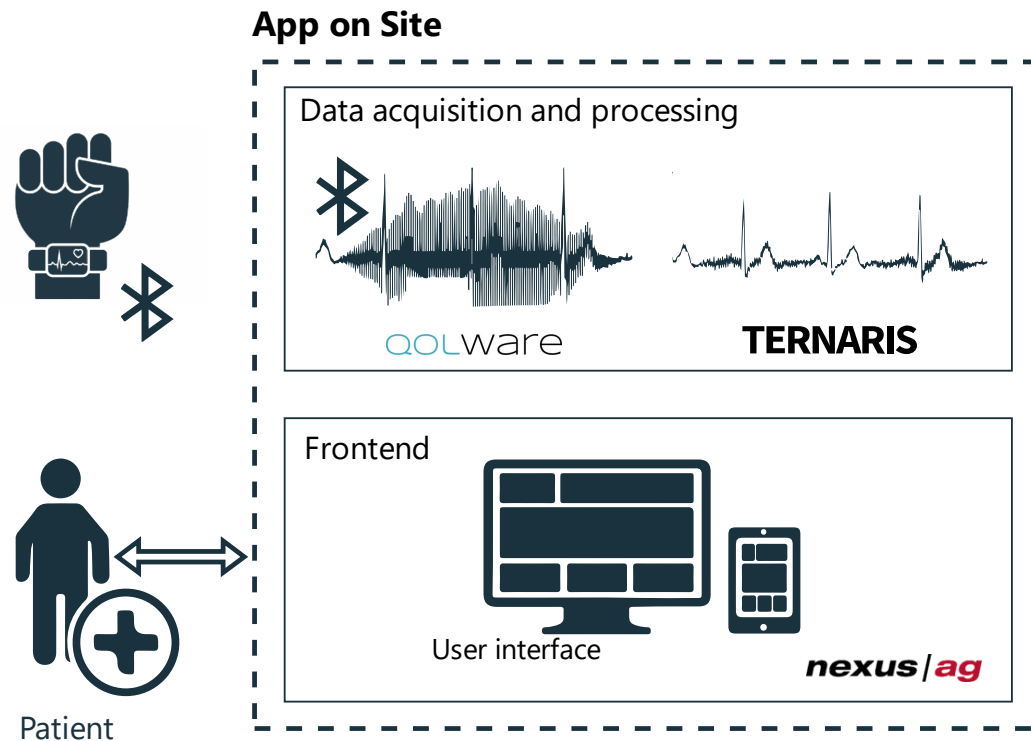 App on Site
Data acquisition and processing
QOLware
TERNARIS
Frontend
User interface
nexus|ag
Patient